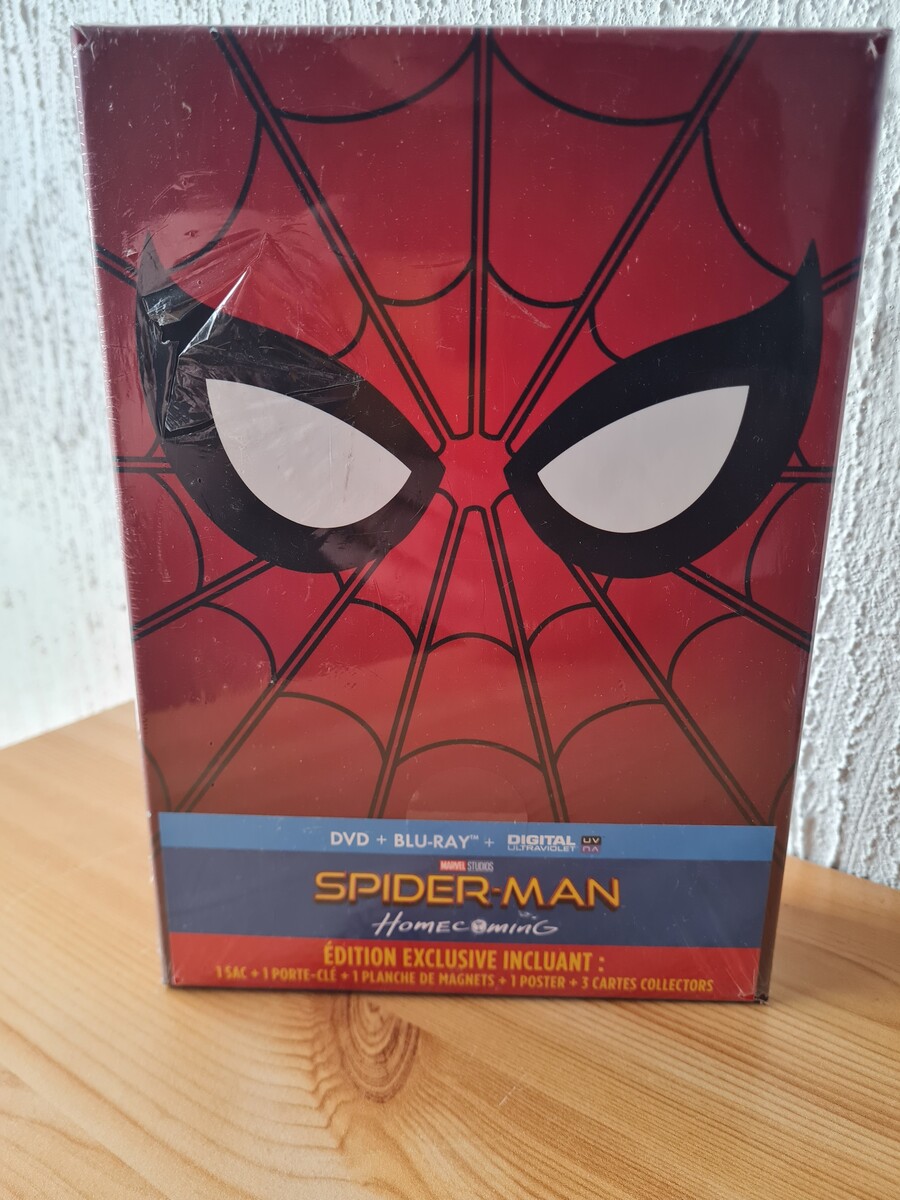 DVD + BLU-RAY™ + DIGITAL ULTRAVIOLET UV
MARVEL STUDIOS
SPIDER-MAN
HOMECOMING
ÉDITION EXCLUSIVE INCLUANT :
1 SAC + 1 PORTE-CLÉ + 1 PLANCHE DE MAGNETS + 1 POSTER + 3 CARTES COLLECTORS